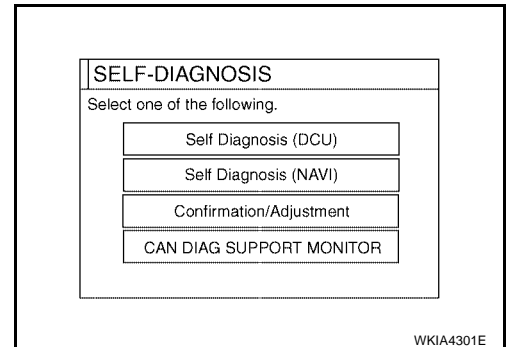 SELF-DIAGNOSIS
Select one of the following.
Self Diagnosis (DCU)
Self Diagnosis (NAVI)
Confirmation/Adjustment
CAN DIAG SUPPORT MONITOR
WKIA4301E